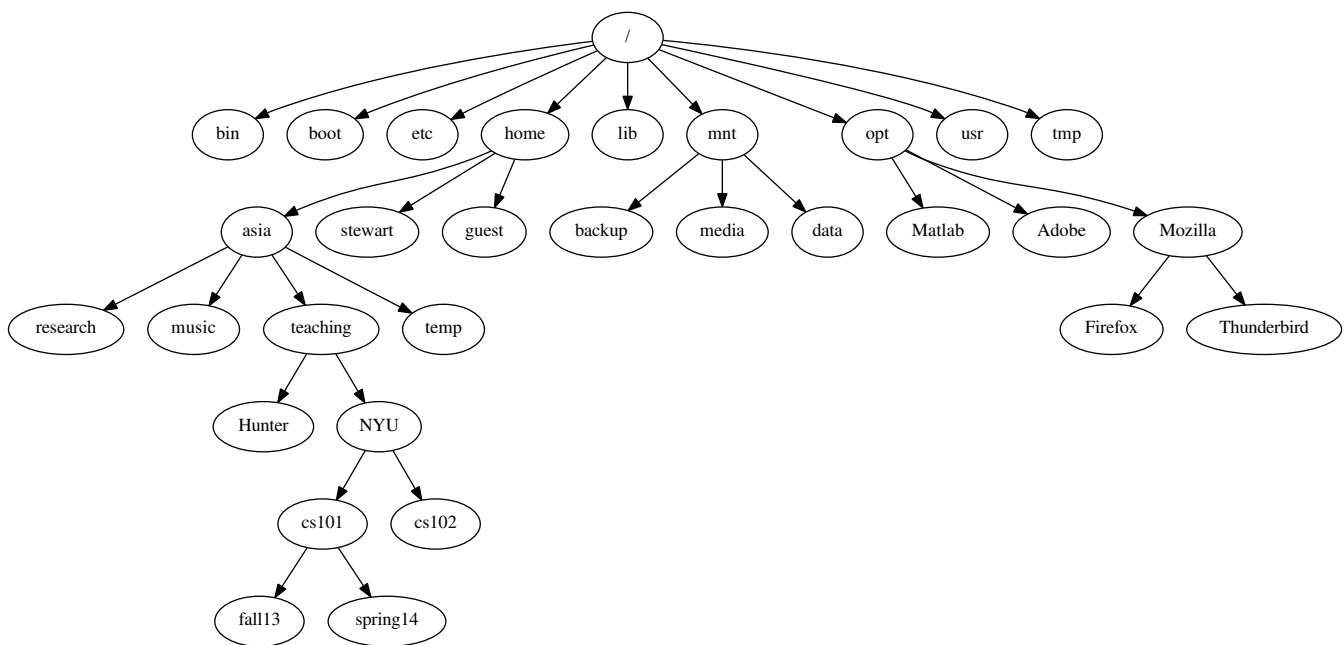 /
bin boot etc home lib mnt opt usr tmp
asia stewart guest backup media data Matlab Adobe Mozilla
research music teaching temp Firefox Thunderbird
Hunter NYU
cs101 cs102
fall13 spring14